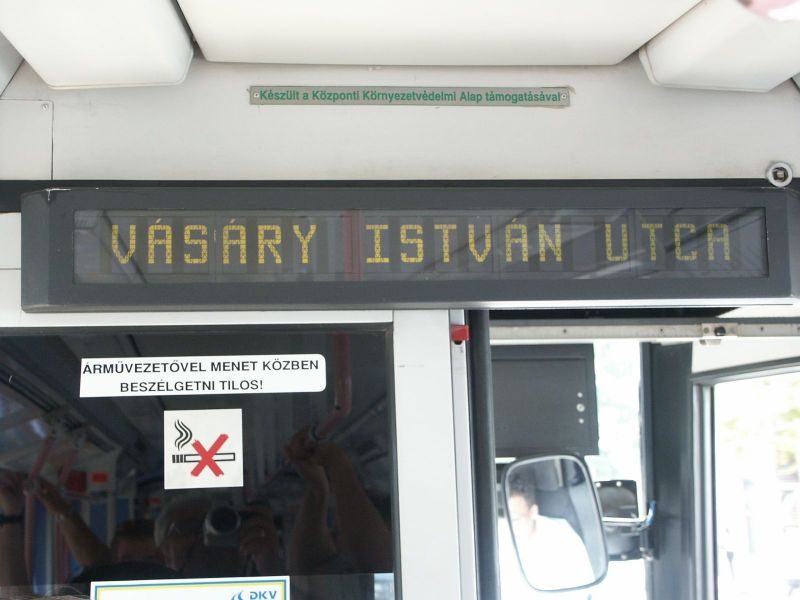 Készült a Központi Környezetvédelmi Alap támogatásával
VÁSÁRY ISTVÁN UTCA
ÁRMŰVEZETŐVEL MENET KÖZBEN
BESZÉLGETNI TILOS!
DKV